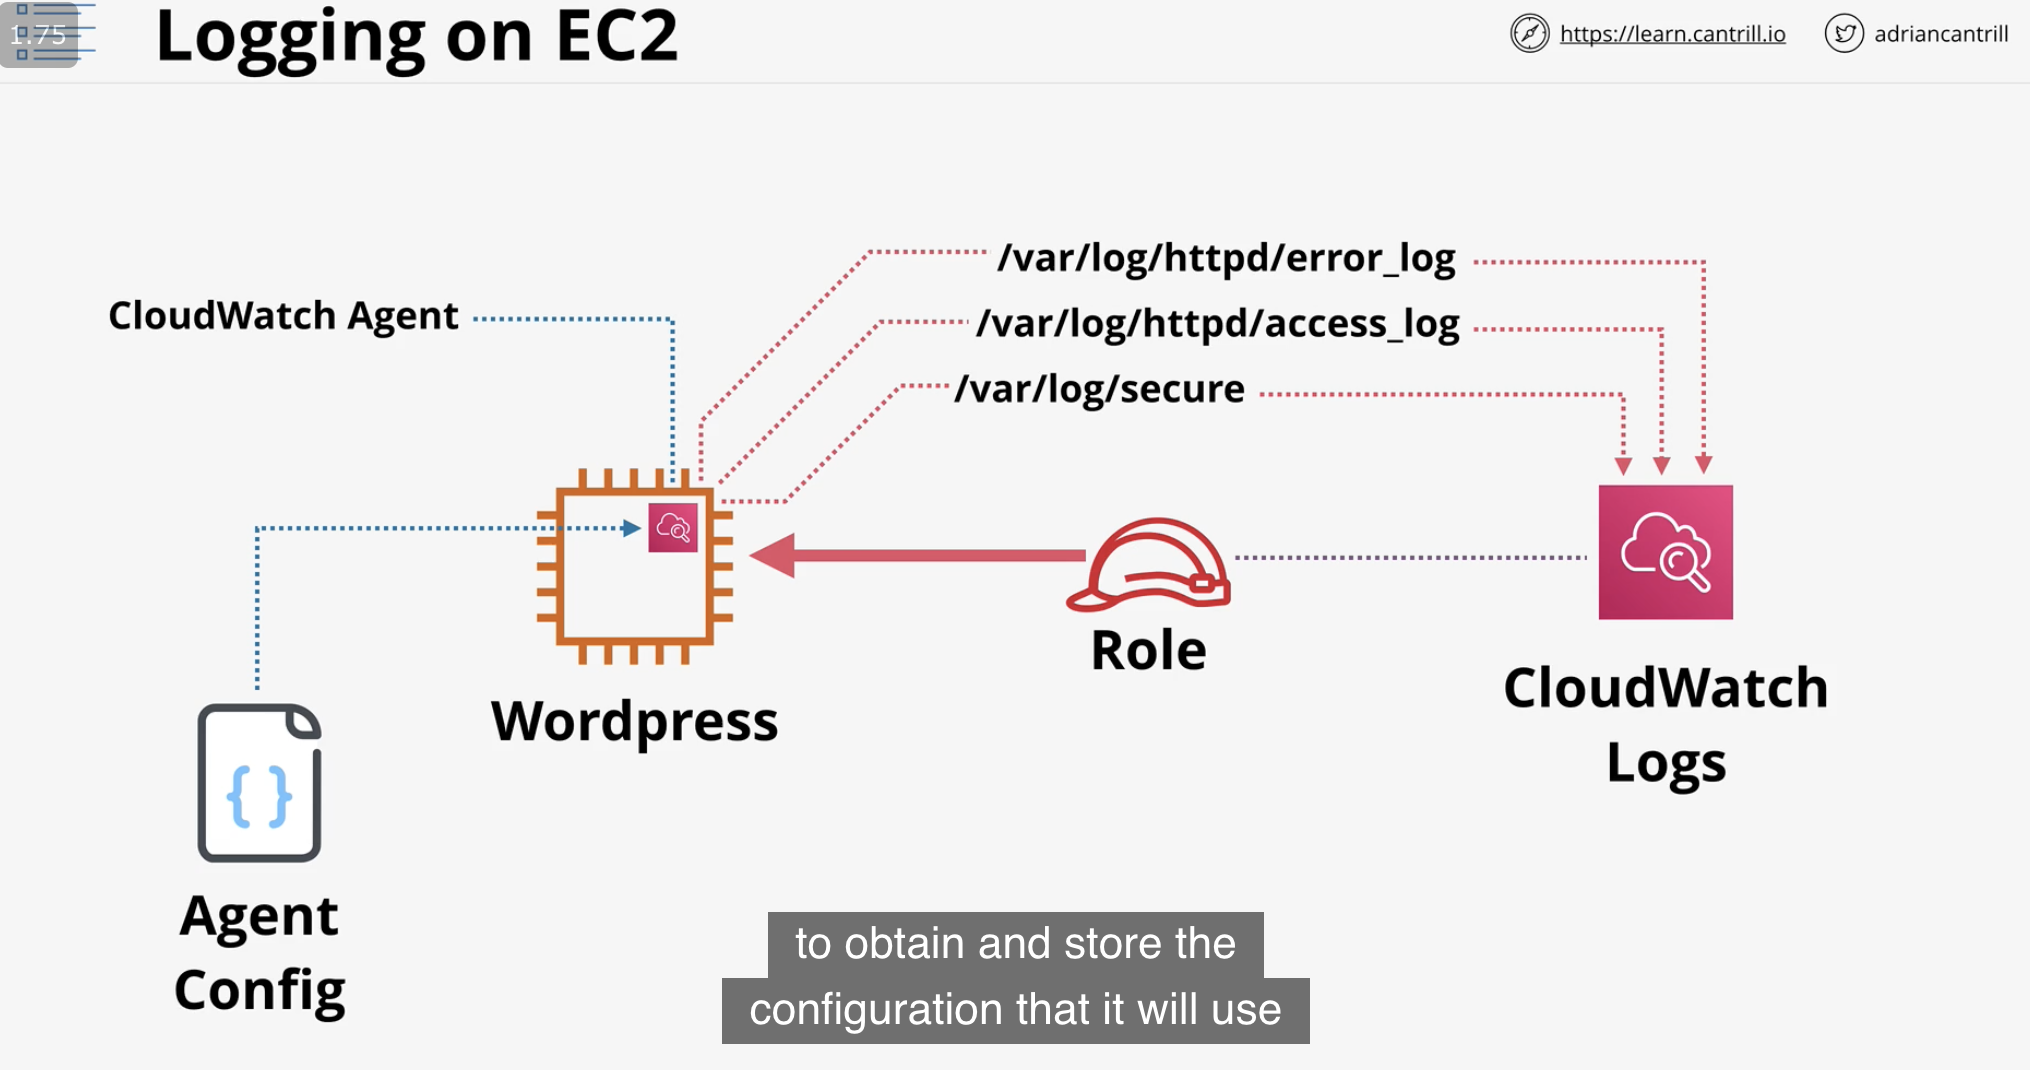 1.75
Logging on EC2
https://learn.cantrill.io
adriancantrill
/var/log/httpd/error_log
CloudWatch Agent
/var/log/httpd/access_log
/var/log/secure
Role
Wordpress
CloudWatch
Logs
{ }
Agent
Config
to obtain and store the
configuration that it will use